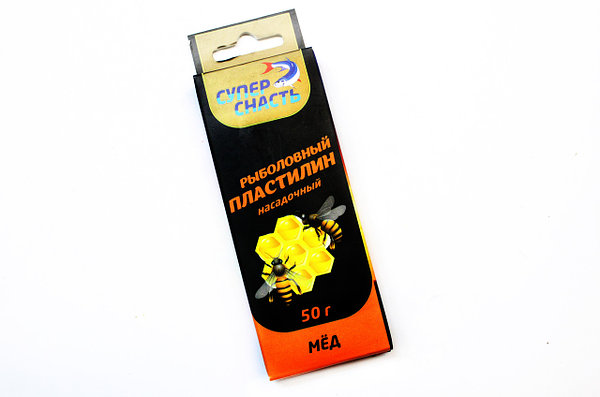 СУПЕР
СНАСТЬ
РЫБОЛОВНЫЙ
ПЛАСТИЛИН
насадочный
50 г
МЁД